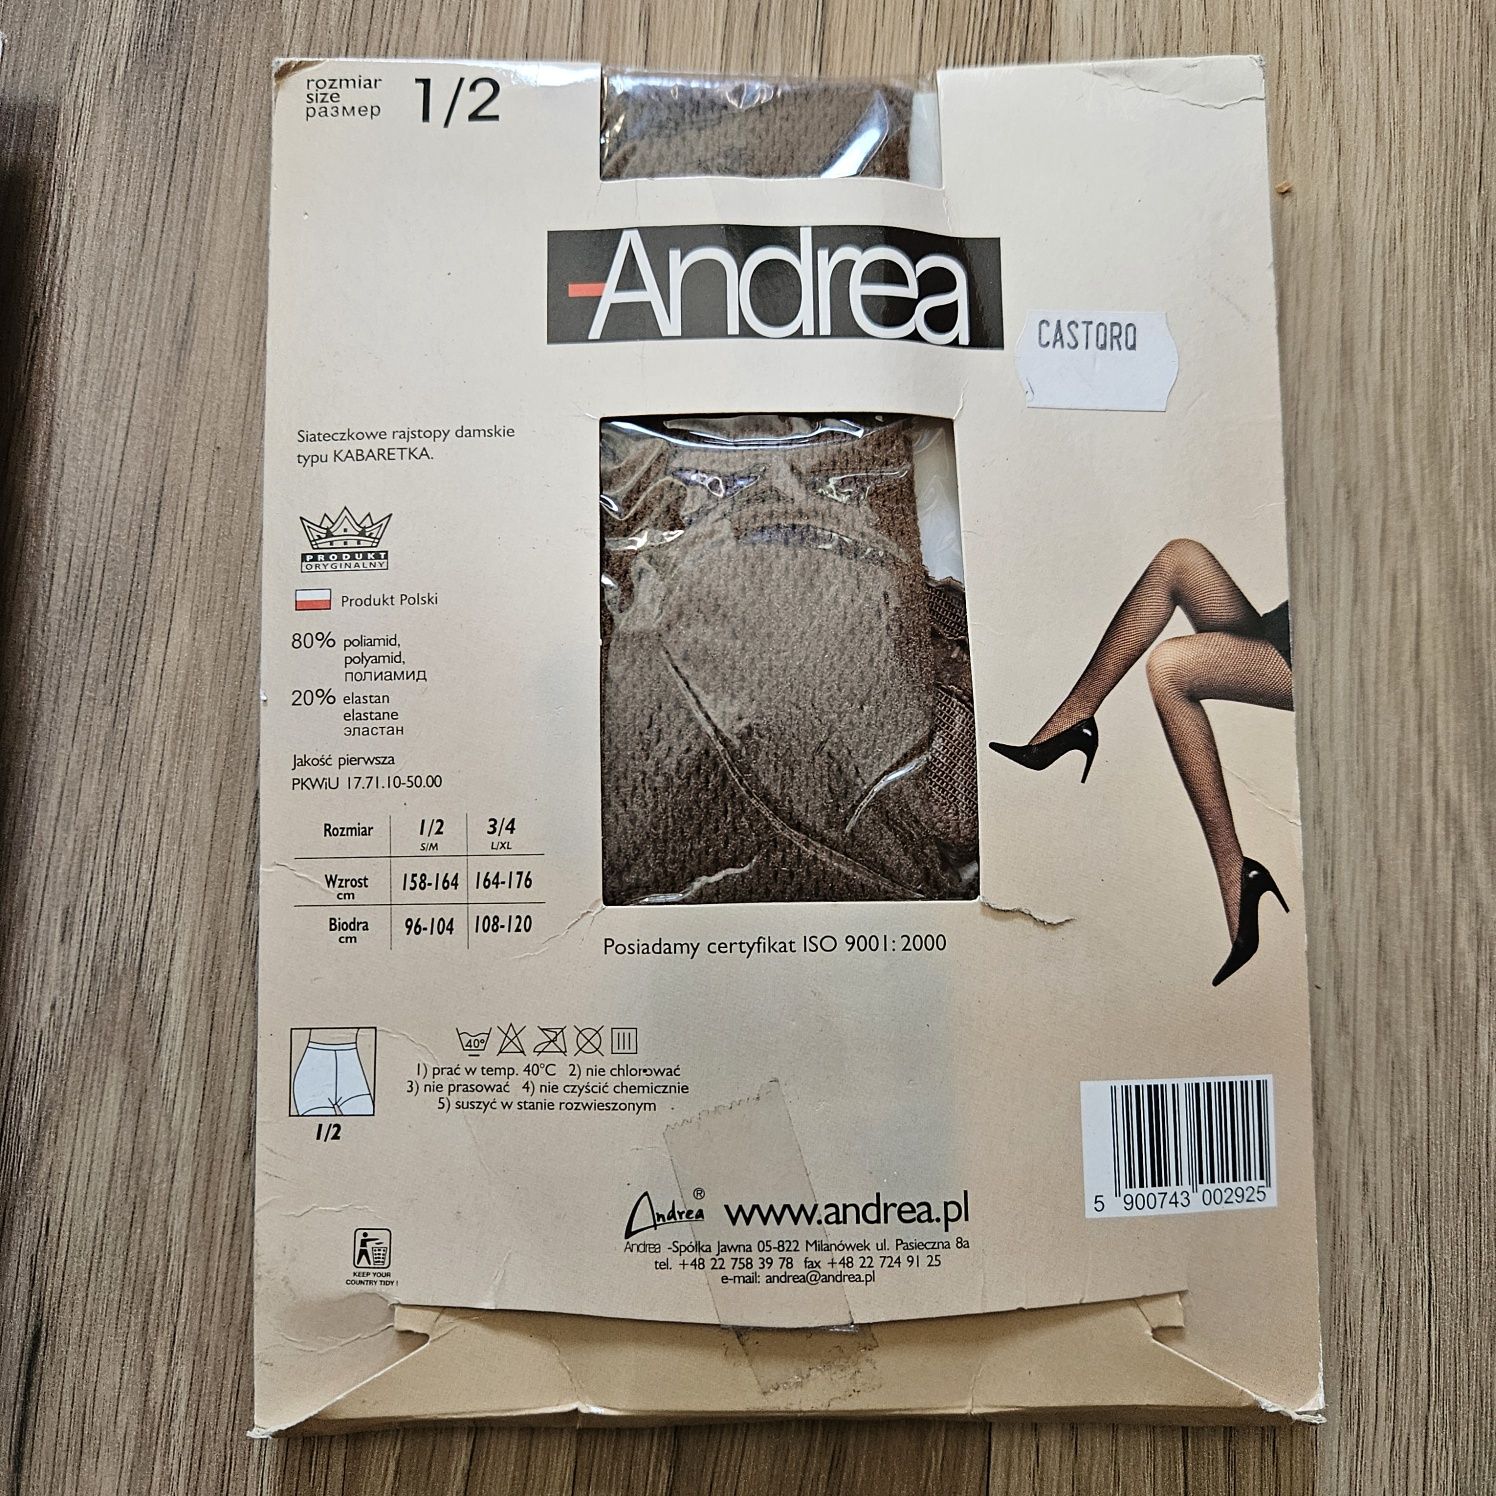 rozmiar
size
размер
1/2
Andrea
CASTORO
Siateczkowe rajstopy damskie
typu KABARETKA.
PRODUKT
ORYGINALNY
Produkt Polski
80% poliamid,
polyamid,
полиамид
20% elastan
elastane
эластан
Jakość pierwsza
PKWiU 17.71.10-50.00
Rozmiar 1/2 3/4
S/M L/XL
Wzrost cm 158-164 164-176
Biodra cm 96-104 108-120
Posiadamy certyfikat ISO 9001:2000
40°
1) prać w temp. 40°C 2) nie chlorować
3) nie prasować 4) nie czyścić chemicznie
5) suszyć w stanie rozwieszonym
1/2
5 900743 002925
Andrea® www.andrea.pl
Andrea -Spółka Jawna 05-822 Milanówek ul. Pasieczna 8a
tel. +48 22 758 39 78 fax +48 22 724 91 25
e-mail: andrea@andrea.pl
KEEP YOUR
COUNTRY TIDY!